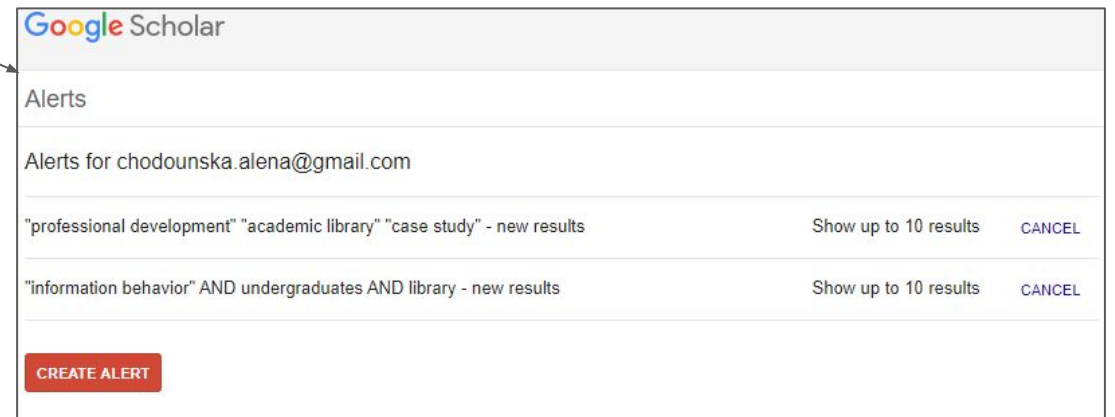 Google Scholar
Alerts
Alerts for chodounska.alena@gmail.com
"professional development" "academic library" "case study" - new results Show up to 10 results CANCEL
"information behavior" AND undergraduates AND library - new results Show up to 10 results CANCEL
CREATE ALERT